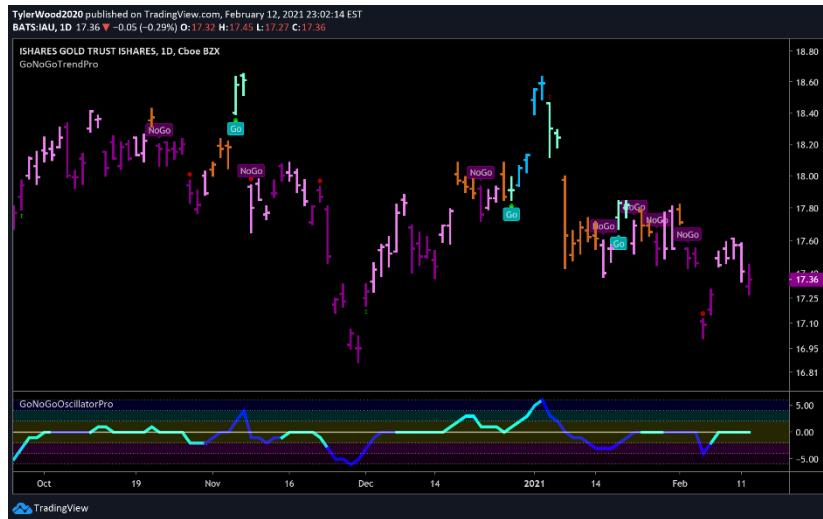 TylerWood2020 published on TradingView.com, February 12, 2021 23:02:14 EST
BATS:IAU, 1D 17.36 ▼ −0.05 (−0.29%) O:17.32 H:17.45 L:17.27 C:17.36
ISHARES GOLD TRUST ISHARES, 1D, Cboe BZX
GoNoGoTrendPro
18.80
18.60
18.40
NoGo
Go
18.20
NoGo
NoGo
18.00
Go
17.80
NoGo
NoGo
NoGo
NoGo
Go
17.60
17.40
17.36
17.25
17.10
16.95
16.81
GoNoGoOscillatorPro
5.00
0.00
−5.00
Oct 19 Nov 16 Dec 14 2021 14 Feb 11
TradingView